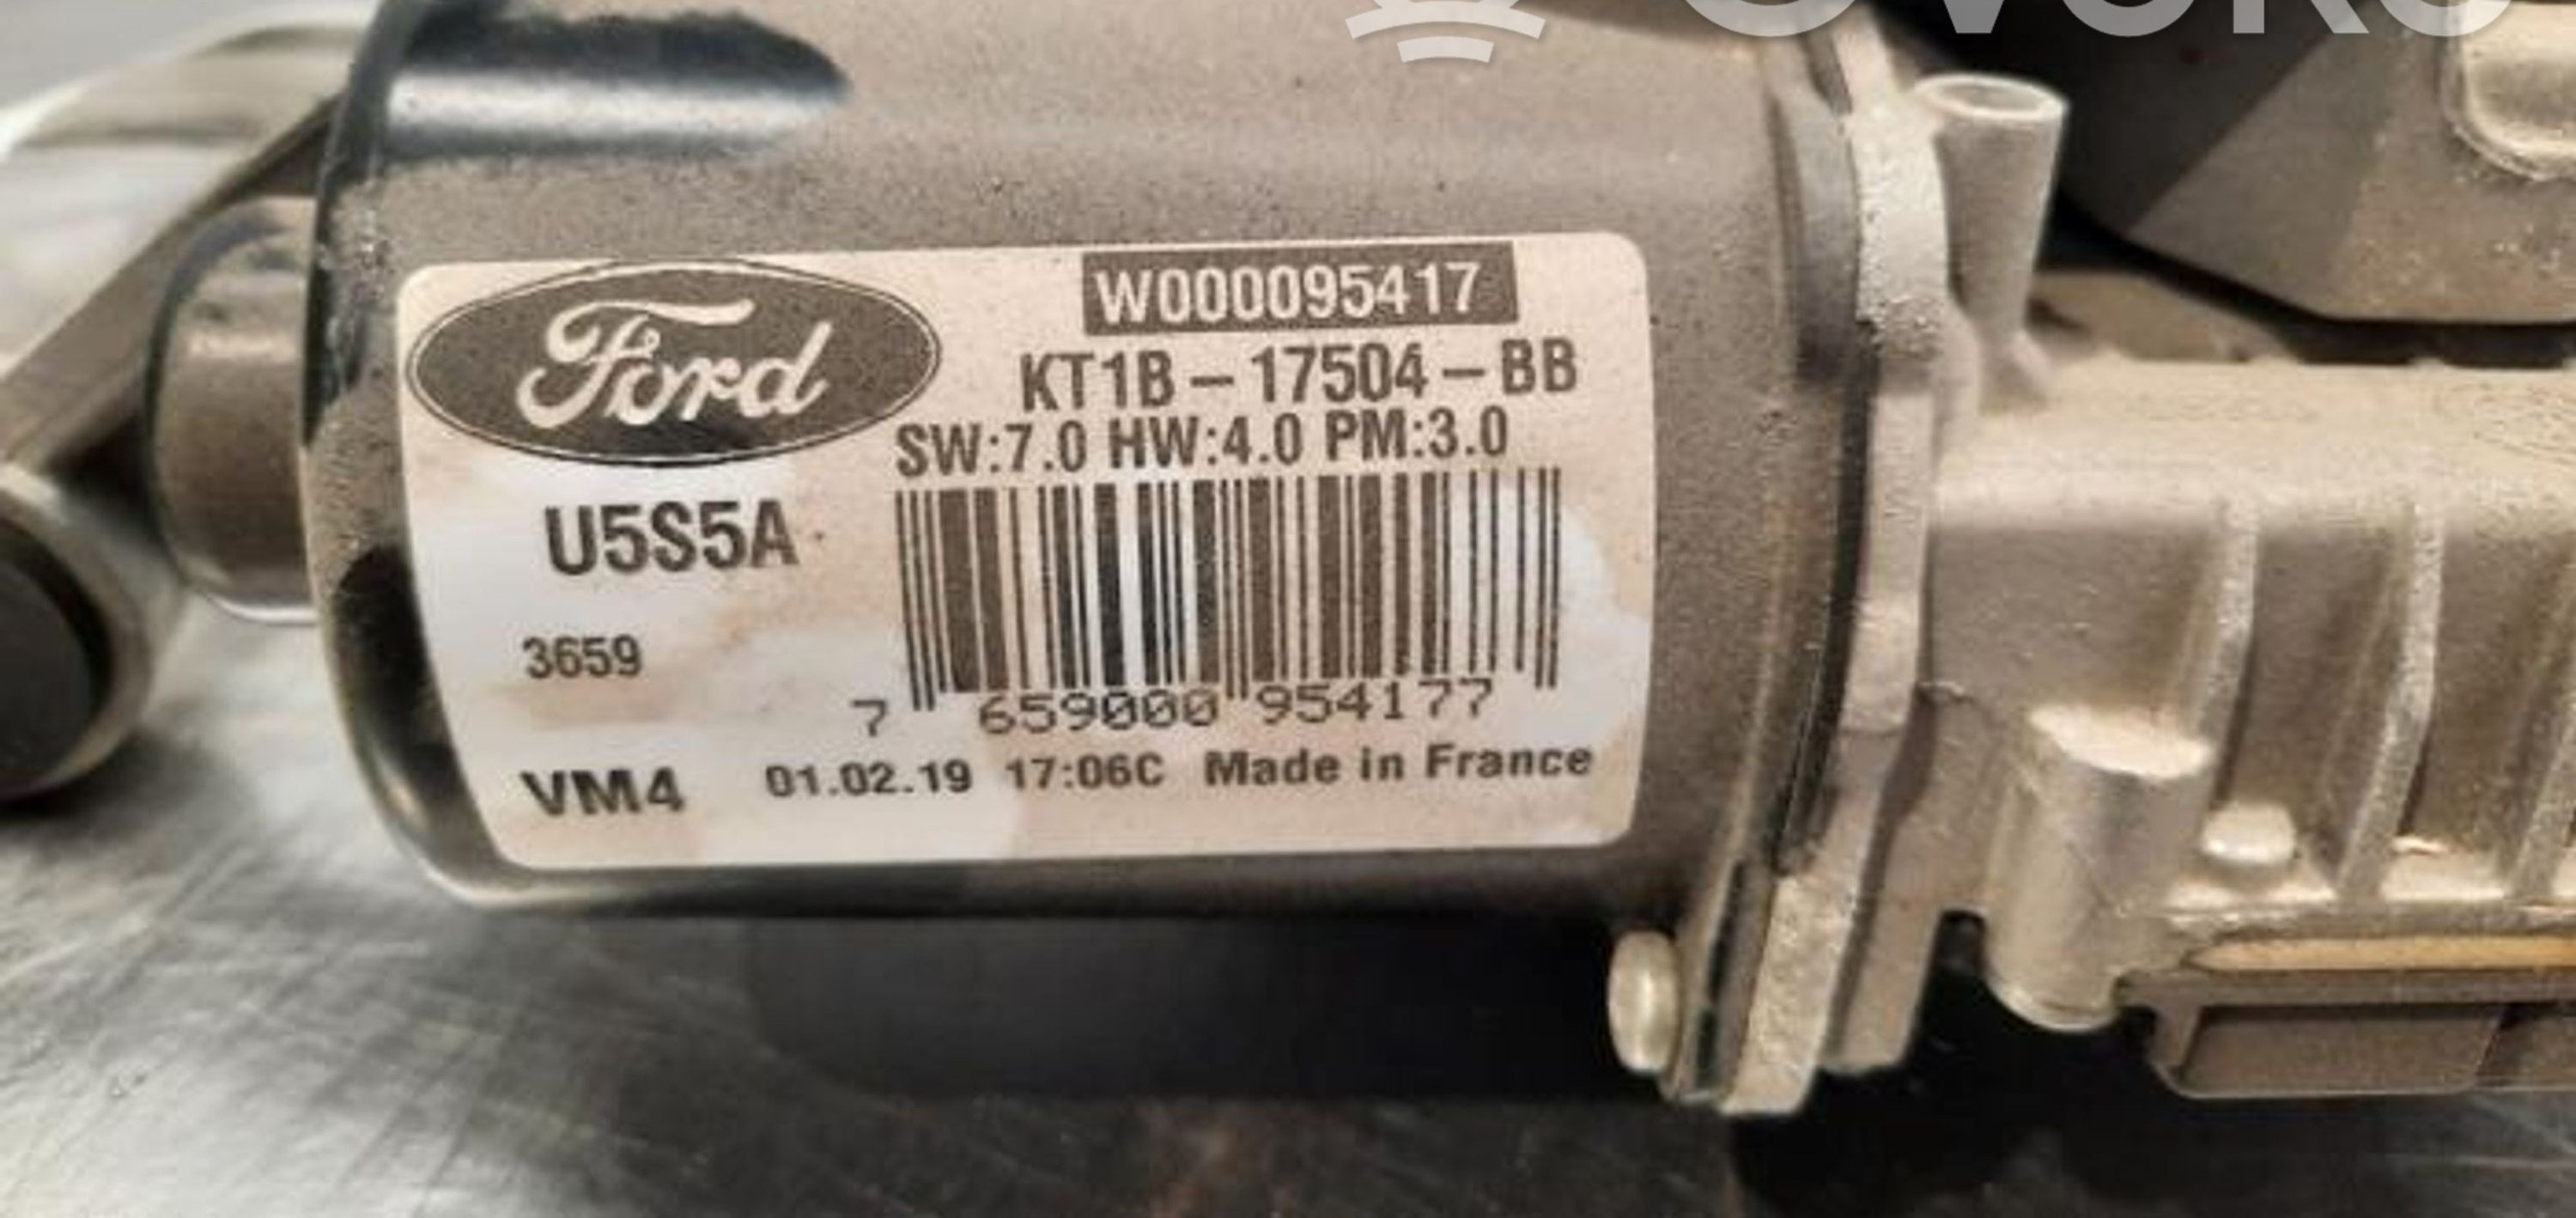 W000095417
Ford
KT1B-17504-BB
SW:7.0 HW:4.0 PM:3.0
U5S5A
3659
7 659000 954177
VM4 01.02.19 17:06C Made in France